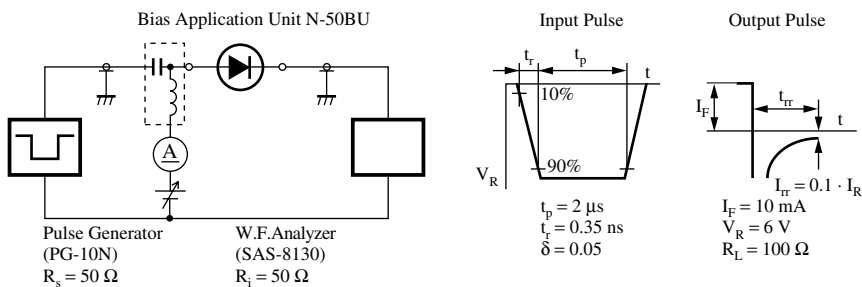 Bias Application Unit N-50BU
A
Pulse Generator
(PG-10N)
R_s = 50 Ω
W.F.Analyzer
(SAS-8130)
R_i = 50 Ω
Input Pulse
t_r
t_p
t
10%
90%
V_R
t_p = 2 μs
t_r = 0.35 ns
δ = 0.05
Output Pulse
I_F
t_rr
t
I_rr = 0.1 · I_R
I_F = 10 mA
V_R = 6 V
R_L = 100 Ω